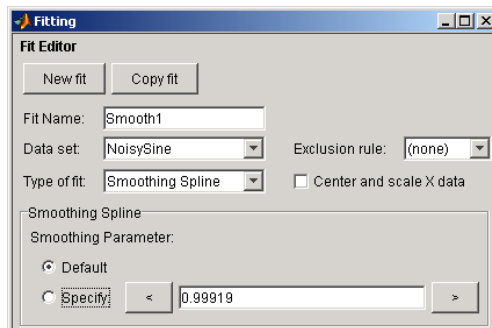 Fitting
Fit Editor
New fit Copy fit
Fit Name: Smooth1
Data set: NoisySine Exclusion rule: (none)
Type of fit: Smoothing Spline Center and scale X data
Smoothing Spline
Smoothing Parameter:
Default
Specify: < 0.99919 >